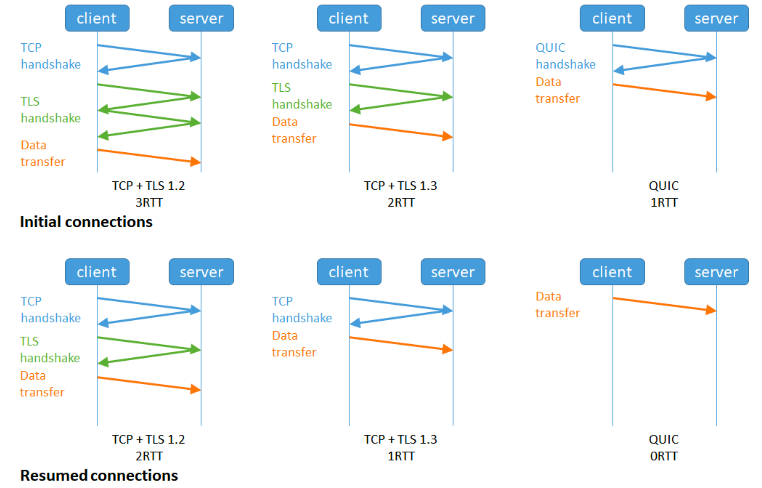 client server
client server
client server
TCP
handshake
TLS
handshake
Data
transfer
TCP + TLS 1.2
3RTT
TCP
handshake
TLS
handshake
Data
transfer
TCP + TLS 1.3
2RTT
QUIC
handshake
Data
transfer
QUIC
1RTT
Initial connections
client server
client server
client server
TCP
handshake
TLS
handshake
Data
transfer
TCP + TLS 1.2
2RTT
TCP
handshake
Data
transfer
TCP + TLS 1.3
1RTT
Data
transfer
QUIC
0RTT
Resumed connections